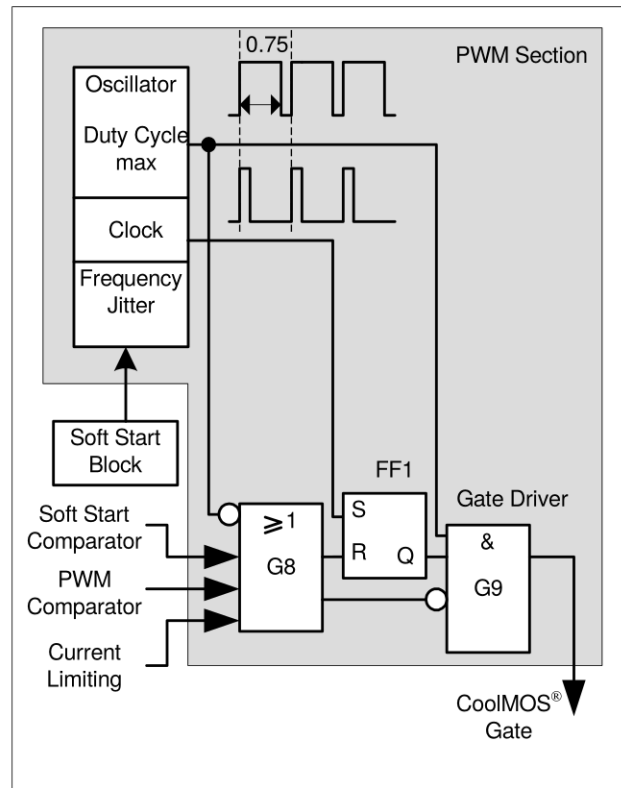 0.75
PWM Section
Oscillator
Duty Cycle
max
Clock
Frequency
Jitter
Soft Start
Block
FF1
Gate Driver
Soft Start
Comparator
PWM
Comparator
Current
Limiting
≥1
G8
S
R
Q
&
G9
CoolMOS®
Gate